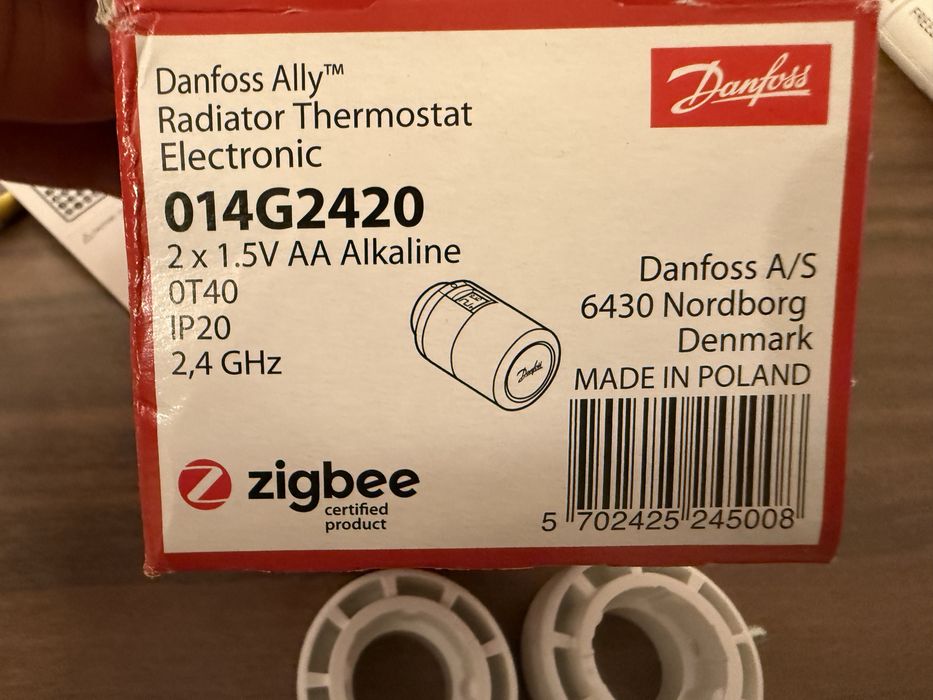 Danfoss Ally™
Radiator Thermostat
Electronic
014G2420
2 x 1.5V AA Alkaline
0T40
IP20
2,4 GHz
Danfoss
Danfoss
Danfoss A/S
6430 Nordborg
Denmark
MADE IN POLAND
zigbee
certified
product
5 702425 245008